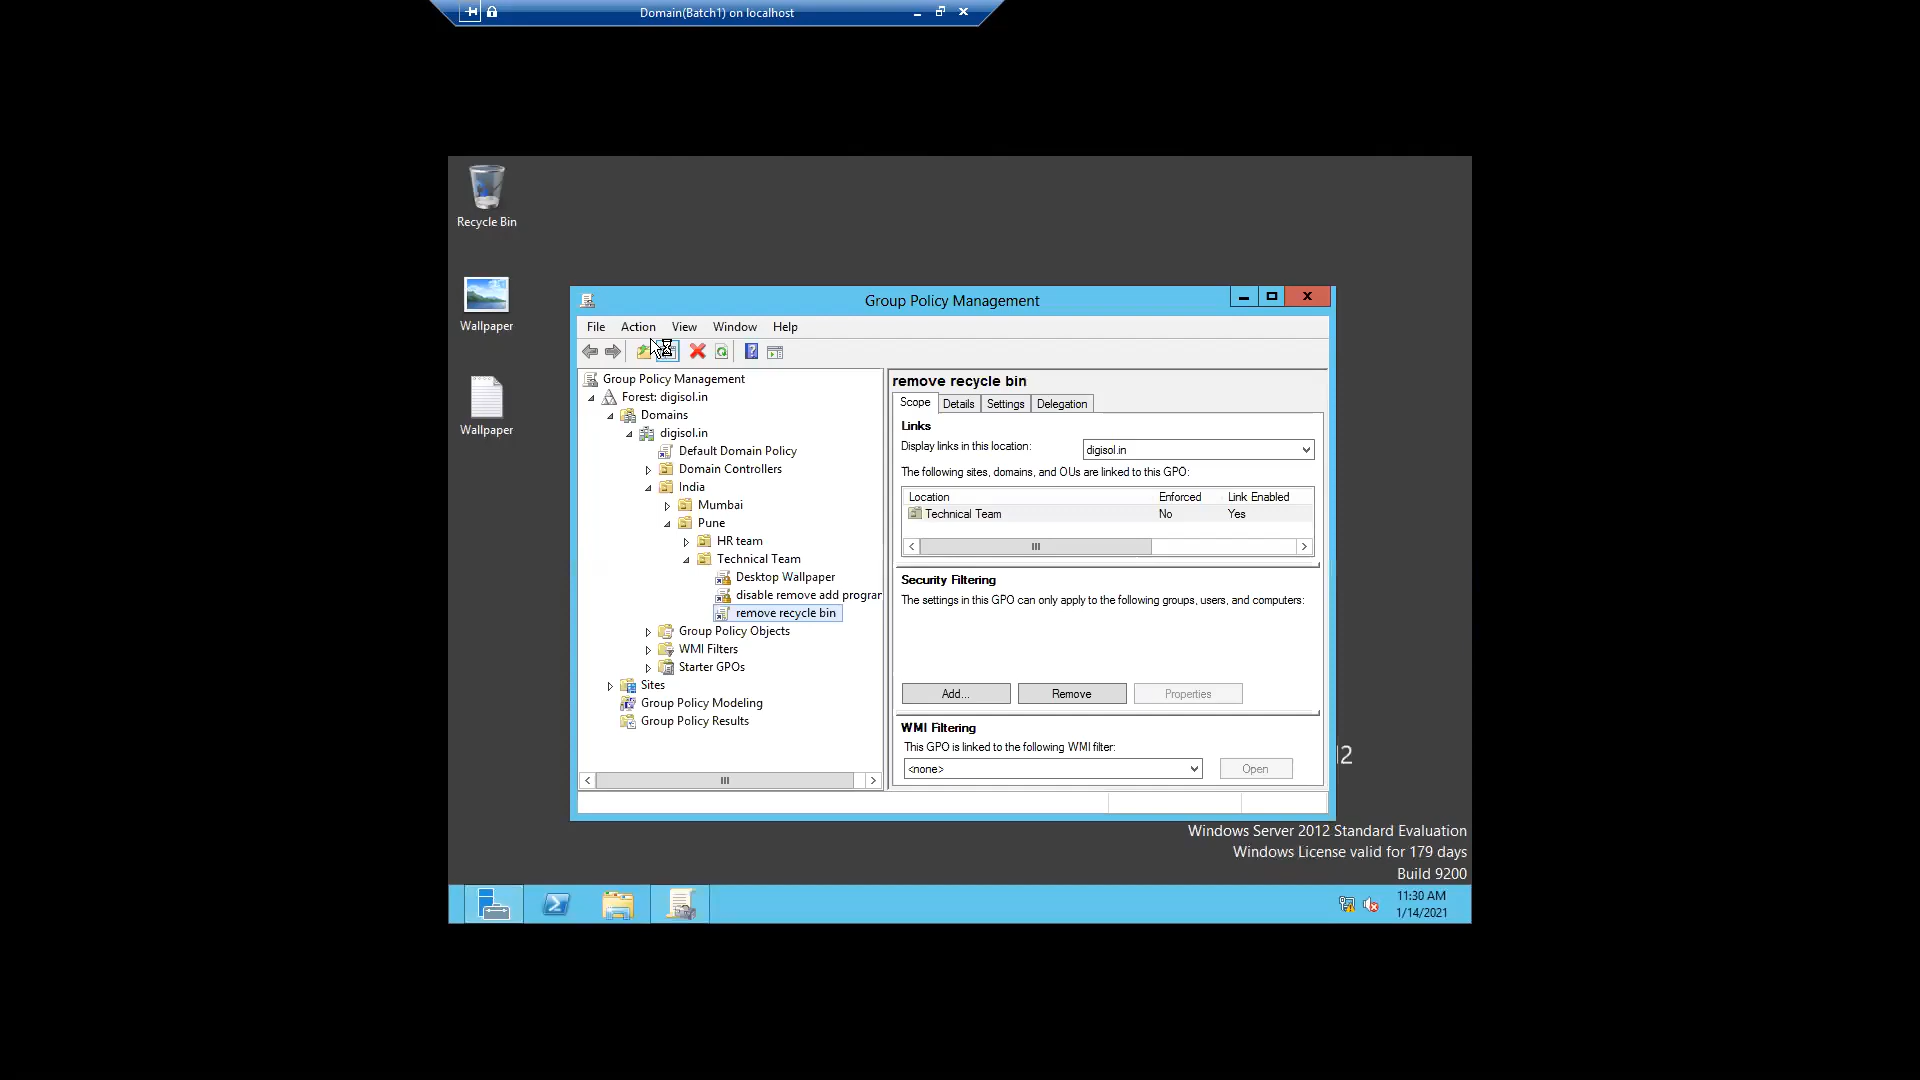 Domain(Batch1) on localhost
Recycle Bin
Wallpaper
Wallpaper
Group Policy Management
File Action View Window Help
Group Policy Management
Forest: digisol.in
Domains
digisol.in
Default Domain Policy
Domain Controllers
India
Mumbai
Pune
HR team
Technical Team
Desktop Wallpaper
disable remove add progran
remove recycle bin
Group Policy Objects
WMI Filters
Starter GPOs
Sites
Group Policy Modeling
Group Policy Results
remove recycle bin
Scope Details Settings Delegation
Links
Display links in this location: digisol.in
The following sites, domains, and OUs are linked to this GPO:
Location Enforced Link Enabled
Technical Team No Yes
Security Filtering
The settings in this GPO can only apply to the following groups, users, and computers:
Add... Remove Properties
WMI Filtering
This GPO is linked to the following WMI filter:
<none> Open
12
Windows Server 2012 Standard Evaluation
Windows License valid for 179 days
Build 9200
11:30 AM
1/14/2021